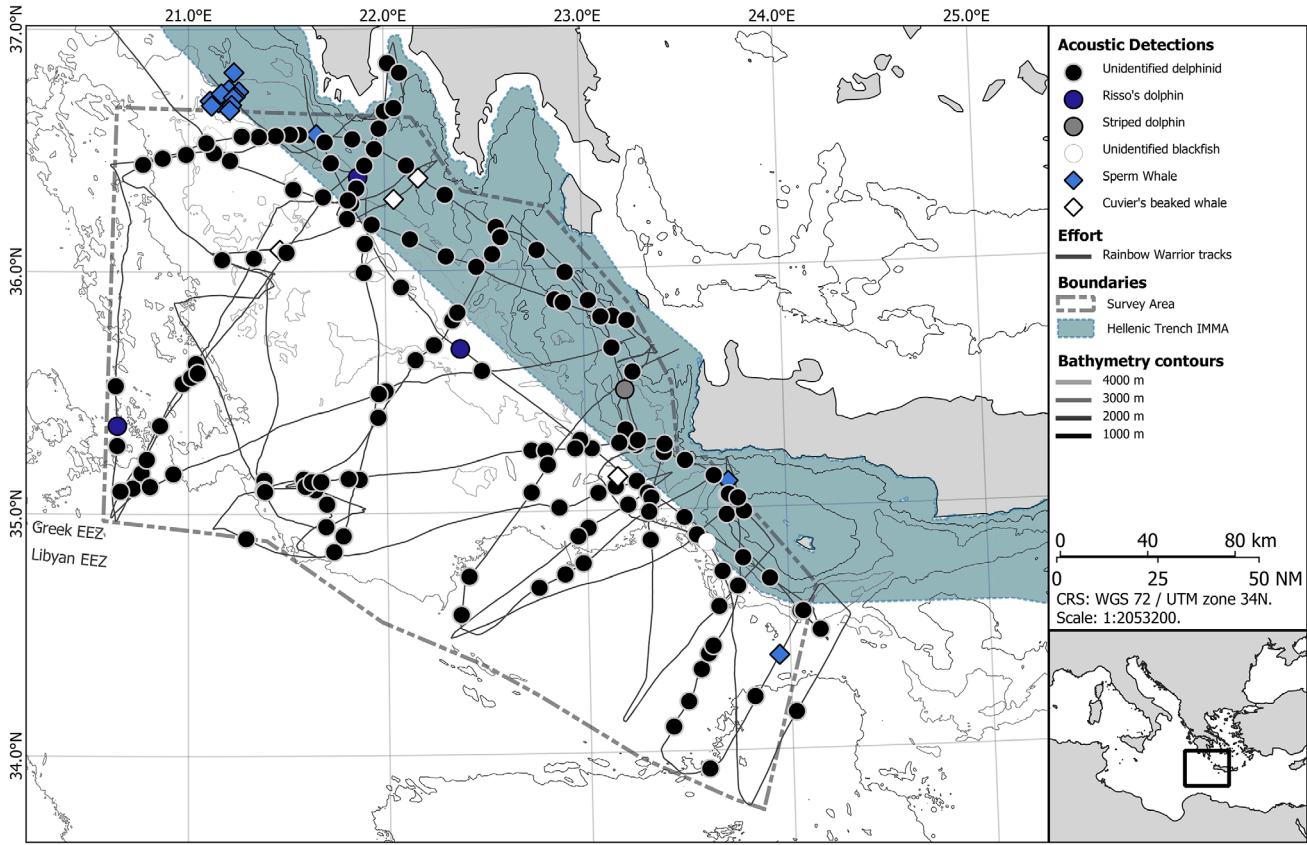 21.0°E 22.0°E 23.0°E 24.0°E 25.0°E
37.0°N
36.0°N
35.0°N
34.0°N
Greek EEZ
Libyan EEZ
Acoustic Detections
Unidentified delphinid
Risso's dolphin
Striped dolphin
Unidentified blackfish
Sperm Whale
Cuvier's beaked whale
Effort
Rainbow Warrior tracks
Boundaries
Survey Area
Hellenic Trench IMMA
Bathymetry contours
4000 m
3000 m
2000 m
1000 m
0 40 80 km
0 25 50 NM
CRS: WGS 72 / UTM zone 34N.
Scale: 1:2053200.